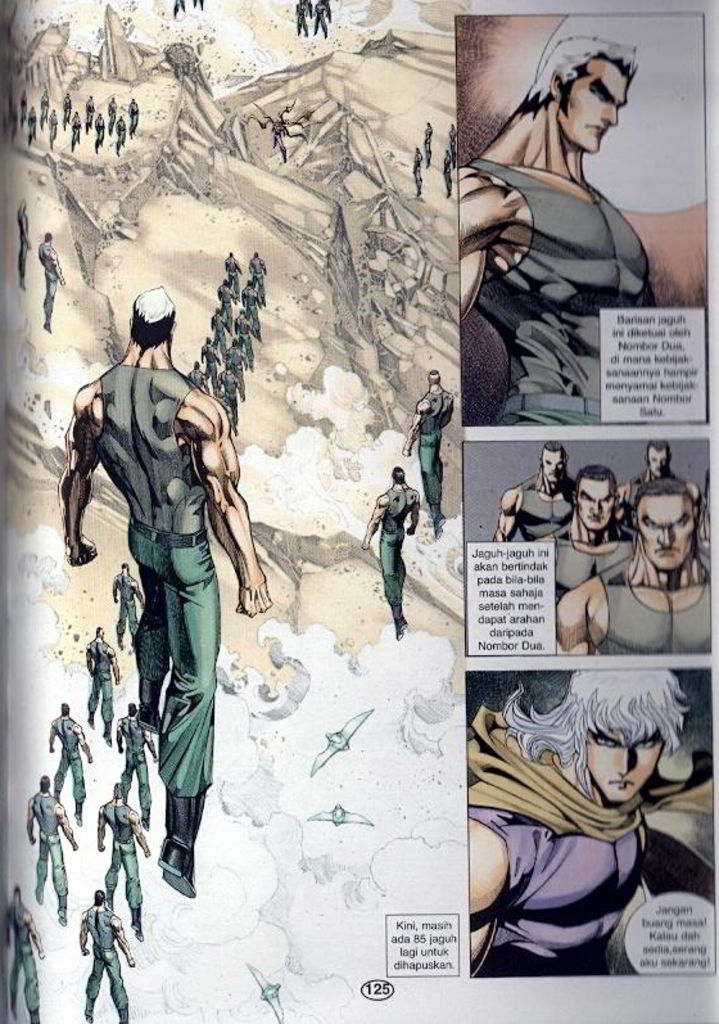 Barisan jaguh
ini diketuai oleh
Nombor Dua,
di mana kebijak-
sanaannya hampir
menyamai kebijak-
sanaan Nombor
Satu.
Jaguh-jaguh ini
akan bertindak
pada bila-bila
masa sahaja
setelah men-
dapat arahan
daripada
Nombor Dua.
Jangan
buang masa!
Kalau dah
sedia,serang
aku sekarang!
Kini, masih
ada 85 jaguh
lagi untuk
dihapuskan.
125